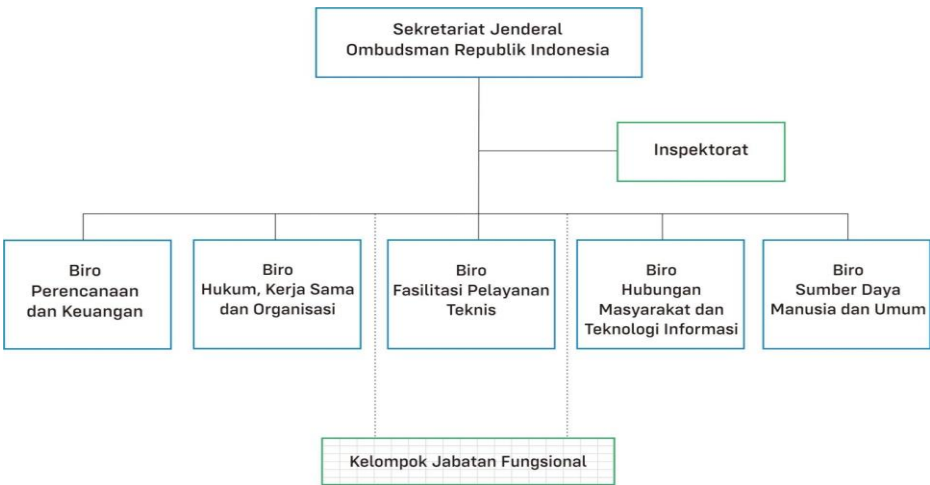 Sekretariat Jenderal
Ombudsman Republik Indonesia
Inspektorat
Biro
Perencanaan
dan Keuangan
Biro
Hukum, Kerja Sama
dan Organisasi
Biro
Fasilitasi Pelayanan
Teknis
Biro
Hubungan
Masyarakat dan
Teknologi Informasi
Biro
Sumber Daya
Manusia dan Umum
Kelompok Jabatan Fungsional